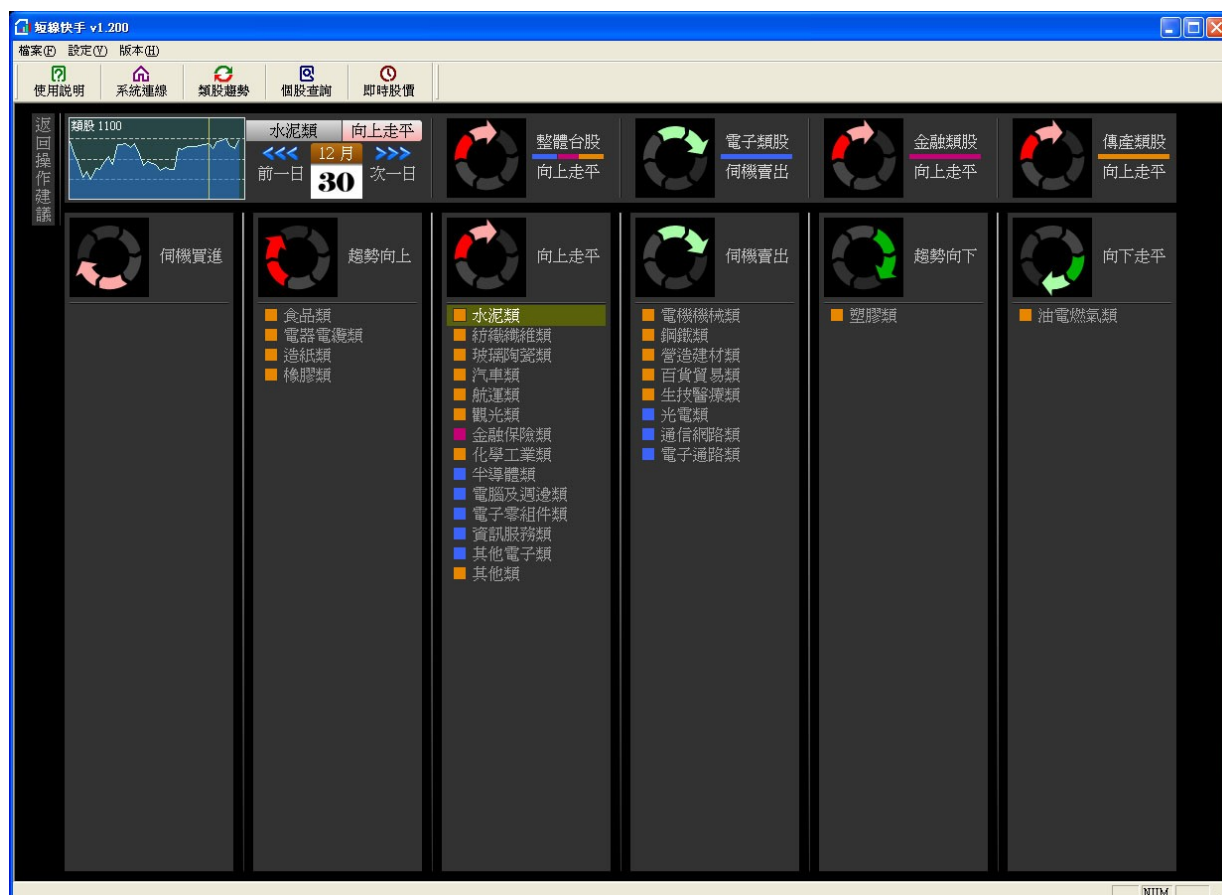 短線快手 v1.200
檔案(F) 設定(Y) 版本(H)
使用說明 系統連線 類股趨勢 個股查詢 即時股價
返回操作建議
類股 1100
水泥類 向上走平
<<< 12 月 >>>
前一日 30 次一日
整體台股
向上走平
電子類股
伺機賣出
金融類股
向上走平
傳產類股
向上走平
伺機買進
趨勢向上
食品類
電器電纜類
造紙類
橡膠類
向上走平
水泥類
紡織纖維類
玻璃陶瓷類
汽車類
航運類
觀光類
金融保險類
化學工業類
半導體類
電腦及週邊類
電子零組件類
資訊服務類
其他電子類
其他類
伺機賣出
電機機械類
鋼鐵類
營造建材類
百貨貿易類
生技醫療類
光電類
通信網路類
電子通路類
趨勢向下
塑膠類
向下走平
油電燃氣類
NUM